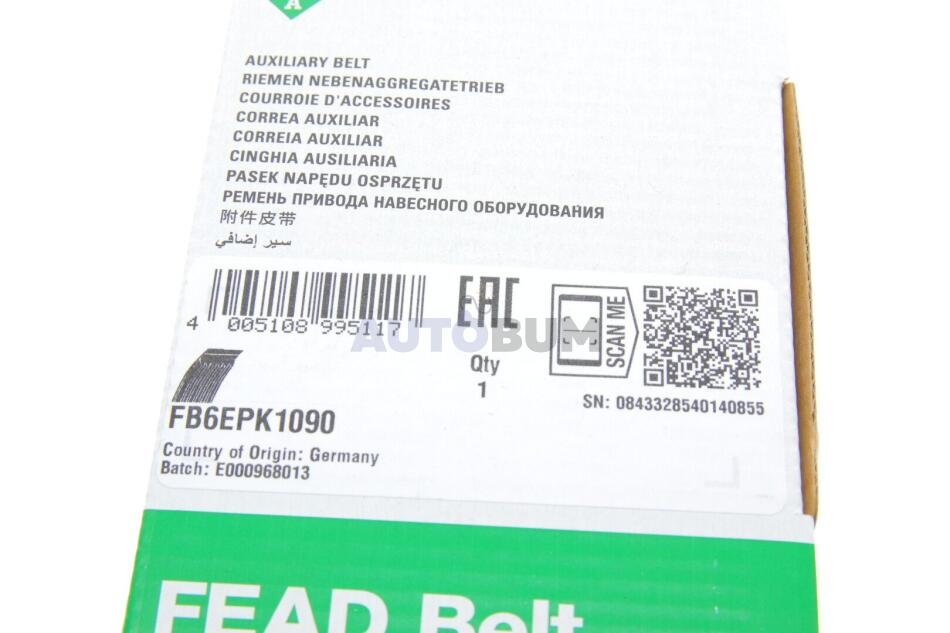 A
AUXILIARY BELT
RIEMEN NEBENAGGREGATETRIEB
COURROIE D'ACCESSOIRES
CORREA AUXILIAR
CORREIA AUXILIAR
CINGHIA AUSILIARIA
PASEK NAPĘDU OSPRZĘTU
РЕМЕНЬ ПРИВОДА НАВЕСНОГО ОБОРУДОВАНИЯ
附件皮带
سير إضافي
4 005108 995117
EAC
SCAN ME
AUTOBUM
Qty
1
SN: 0843328540140855
FB6EPK1090
Country of Origin: Germany
Batch: E000968013
FEAD Belt